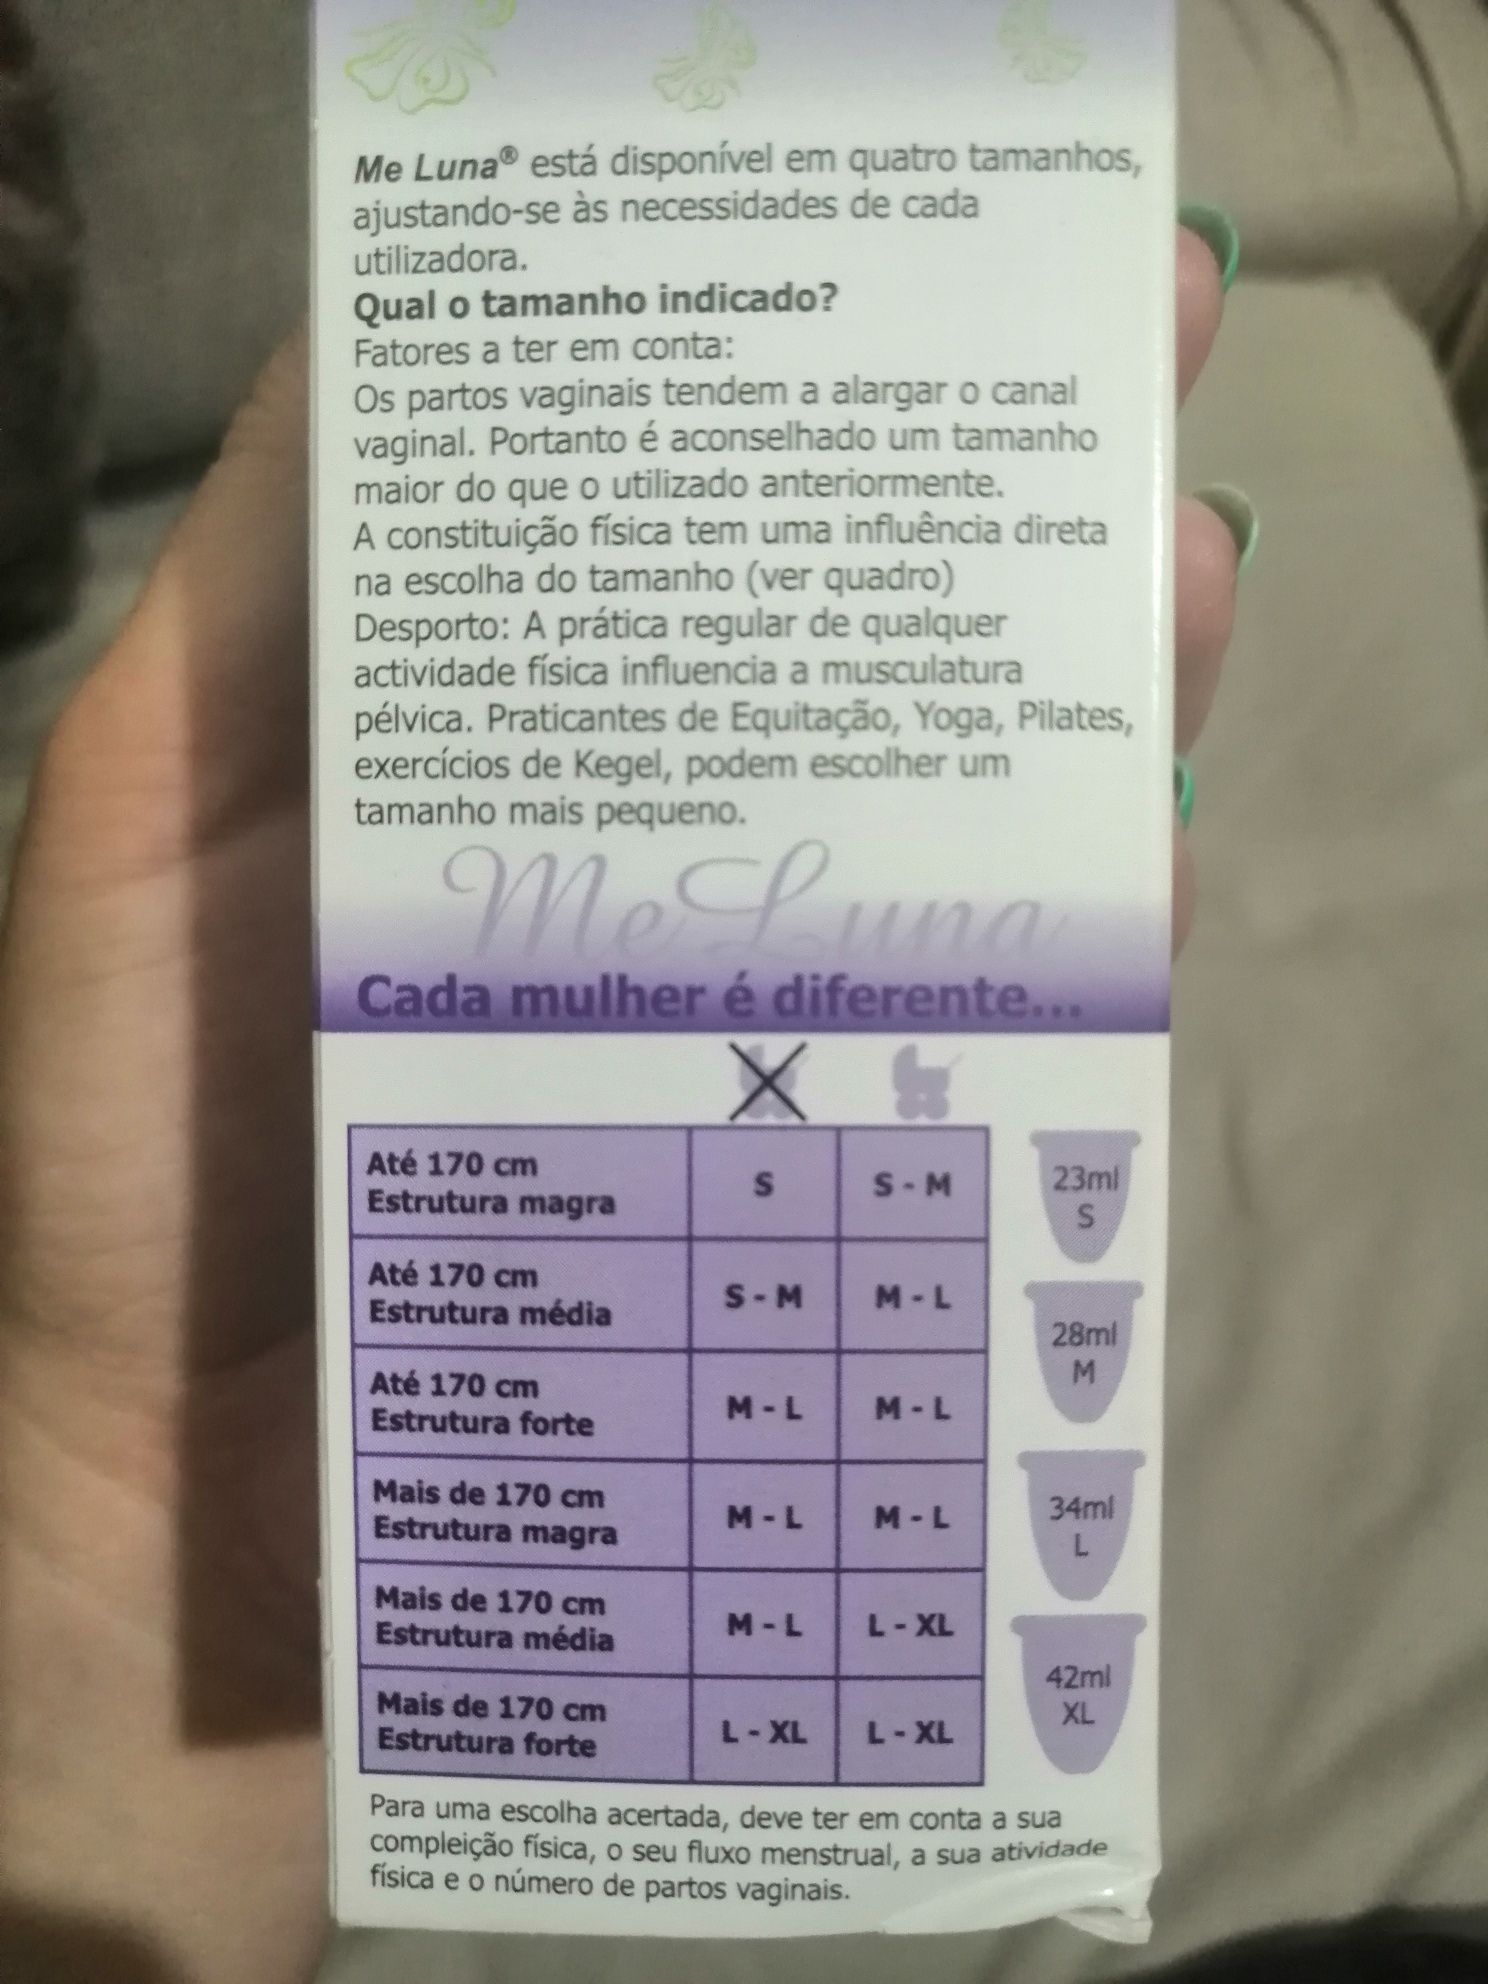 Me Luna® está disponível em quatro tamanhos,
ajustando-se às necessidades de cada
utilizadora.
Qual o tamanho indicado?
Fatores a ter em conta:
Os partos vaginais tendem a alargar o canal
vaginal. Portanto é aconselhado um tamanho
maior do que o utilizado anteriormente.
A constituição física tem uma influência direta
na escolha do tamanho (ver quadro)
Desporto: A prática regular de qualquer
actividade física influencia a musculatura
pélvica. Praticantes de Equitação, Yoga, Pilates,
exercícios de Kegel, podem escolher um
tamanho mais pequeno.
MeLuna
Cada mulher é diferente...
Até 170 cm
Estrutura magra
S
S - M
Até 170 cm
Estrutura média
S - M
M - L
Até 170 cm
Estrutura forte
M - L
M - L
Mais de 170 cm
Estrutura magra
M - L
M - L
Mais de 170 cm
Estrutura média
M - L
L - XL
Mais de 170 cm
Estrutura forte
L - XL
L - XL
23ml
S
28ml
M
34ml
L
42ml
XL
Para uma escolha acertada, deve ter em conta a sua
compleição física, o seu fluxo menstrual, a sua atividade
física e o número de partos vaginais.